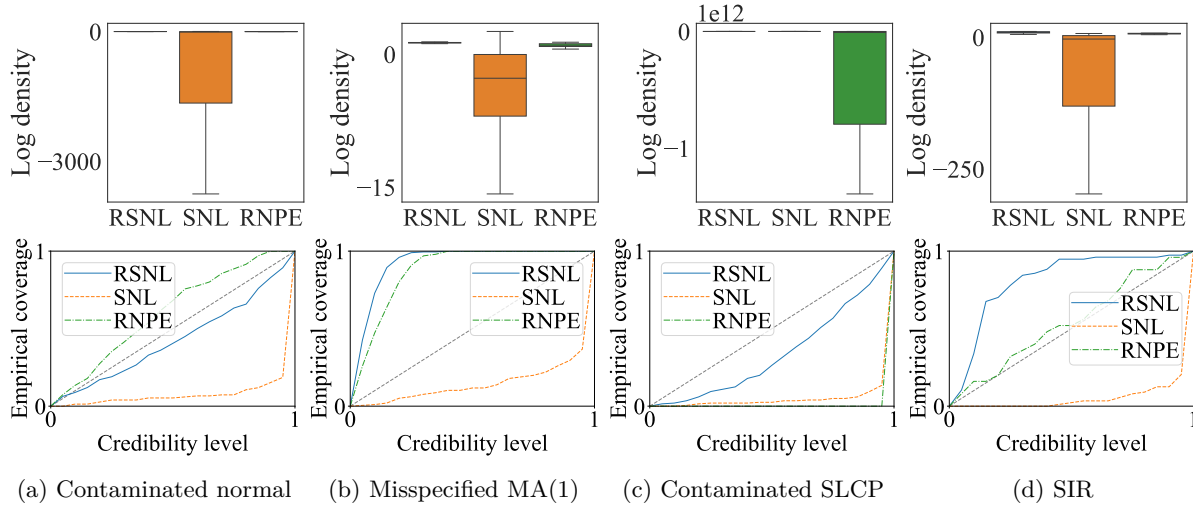 0
−3000
Log density
RSNL SNL RNPE
0
−15
Log density
RSNL SNL RNPE
1e12
0
−1
Log density
RSNL SNL RNPE
0
−250
Log density
RSNL SNL RNPE
1
0
Empirical coverage
RSNL
SNL
RNPE
0 1
Credibility level
1
0
Empirical coverage
RSNL
SNL
RNPE
0 1
Credibility level
1
0
Empirical coverage
RSNL
SNL
RNPE
0 1
Credibility level
1
0
Empirical coverage
RSNL
SNL
RNPE
0 1
Credibility level
(a) Contaminated normal
(b) Misspecified MA(1)
(c) Contaminated SLCP
(d) SIR